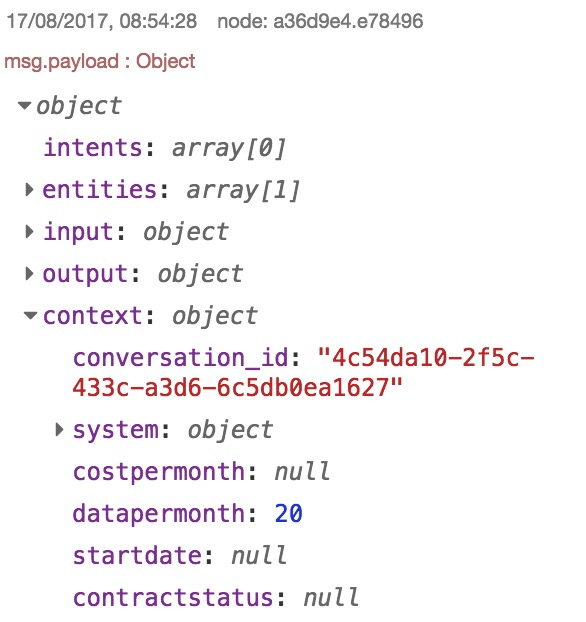 17/08/2017, 08:54:28 node: a36d9e4.e78496
msg.payload : Object
object
intents: array[0]
entities: array[1]
input: object
output: object
context: object
conversation_id: "4c54da10-2f5c-
433c-a3d6-6c5db0ea1627"
system: object
costpermonth: null
datapermonth: 20
startdate: null
contractstatus: null